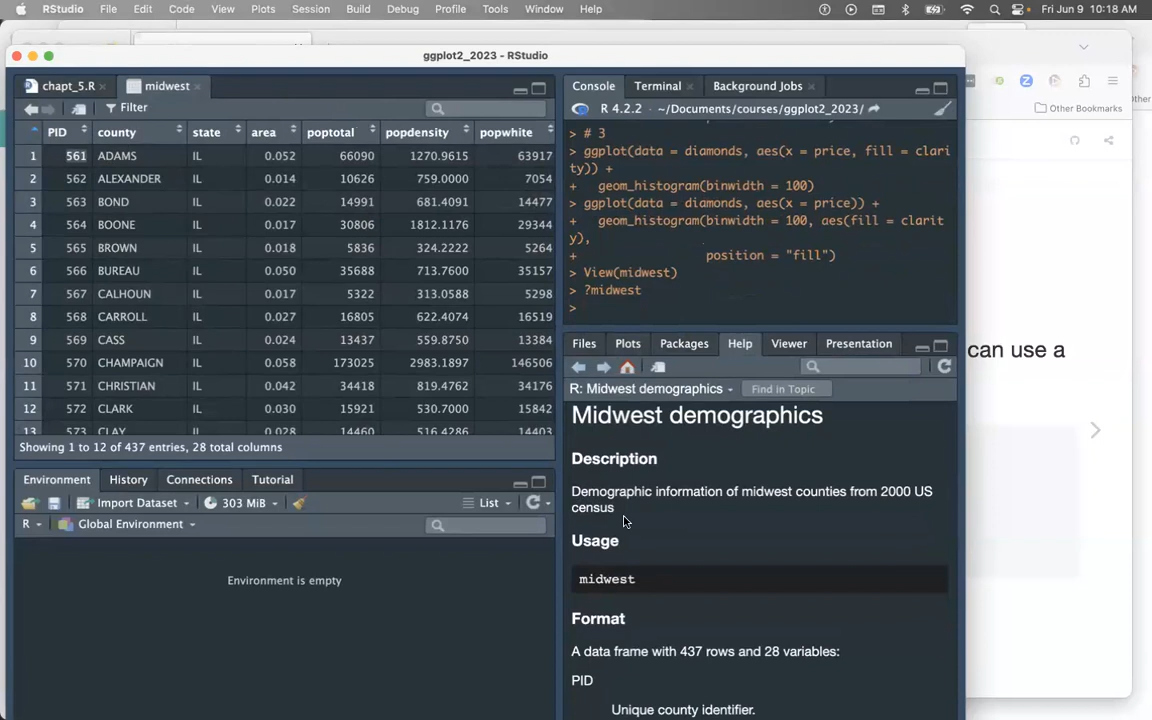 RStudio File Edit Code View Plots Session Build Debug Profile Tools Window Help Fri Jun 9 10:18 AM
ggplot2_2023 - RStudio
chapt_5.R midwest
Filter
PID county state area poptotal popdensity popwhite
1 561 ADAMS IL 0.052 66090 1270.9615 63917
2 562 ALEXANDER IL 0.014 10626 759.0000 7054
3 563 BOND IL 0.022 14991 681.4091 14477
4 564 BOONE IL 0.017 30806 1812.1176 29344
5 565 BROWN IL 0.018 5836 324.2222 5264
6 566 BUREAU IL 0.050 35688 713.7600 35157
7 567 CALHOUN IL 0.017 5322 313.0588 5298
8 568 CARROLL IL 0.027 16805 622.4074 16519
9 569 CASS IL 0.024 13437 559.8750 13384
10 570 CHAMPAIGN IL 0.058 173025 2983.1897 146506
11 571 CHRISTIAN IL 0.042 34418 819.4762 34176
12 572 CLARK IL 0.030 15921 530.7000 15842
13 573 CLAY IL 0.028 14460 516.4286 14403
Showing 1 to 12 of 437 entries, 28 total columns
Environment History Connections Tutorial
Import Dataset 303 MiB List
R Global Environment
Environment is empty
Console Terminal Background Jobs
R 4.2.2 · ~/Documents/courses/ggplot2_2023/
> # 3
> ggplot(data = diamonds, aes(x = price, fill = clari
ty)) +
+ geom_histogram(binwidth = 100)
> ggplot(data = diamonds, aes(x = price)) +
+ geom_histogram(binwidth = 100, aes(fill = clarit
y),
+ position = "fill")
> View(midwest)
> ?midwest
>
Files Plots Packages Help Viewer Presentation
R: Midwest demographics Find in Topic
Midwest demographics
Description
Demographic information of midwest counties from 2000 US
census
Usage
midwest
Format
A data frame with 437 rows and 28 variables:
PID
Unique county identifier.
Other Bookmarks
Other
can use a